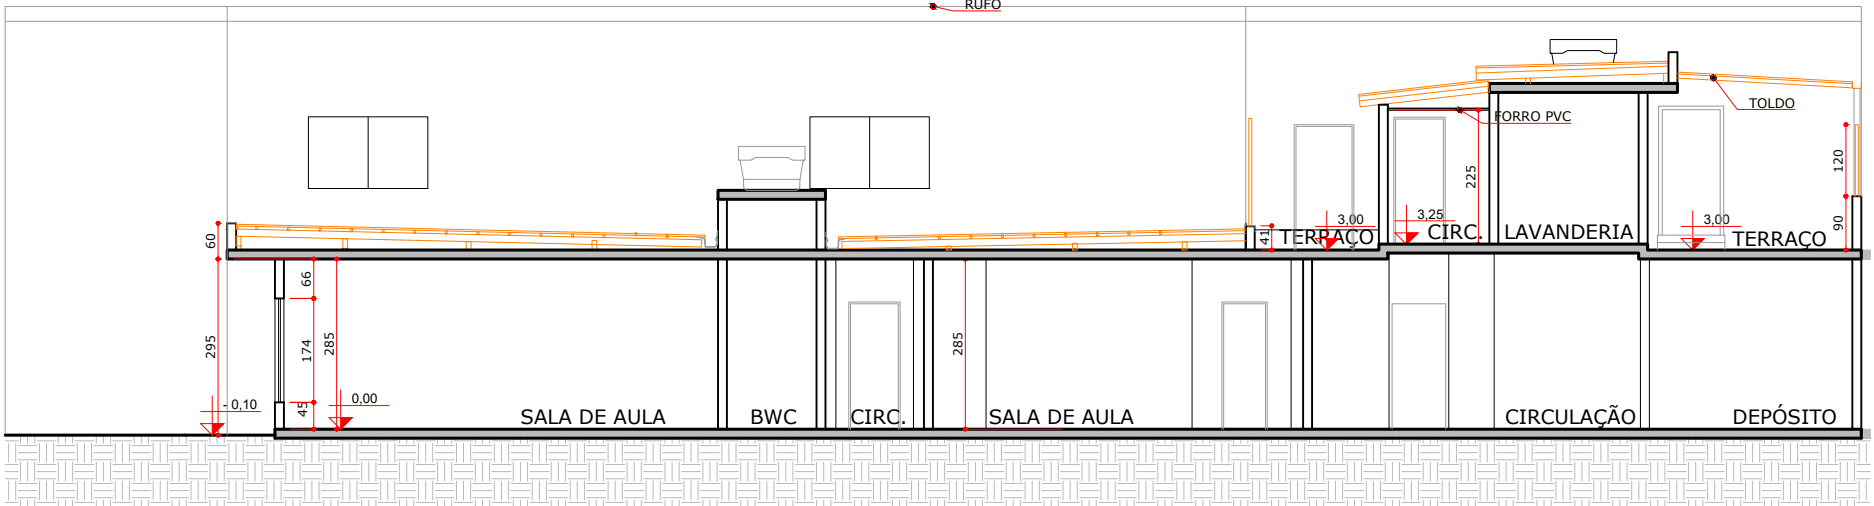 RUFO
TOLDO
FORRO PVC
120
225
90
3,00
3,25
3,00
60
41
TERRAÇO
CIRC.
LAVANDERIA
TERRAÇO
66
295
174
285
285
- 0,10
45
0,00
SALA DE AULA
BWC
CIRC.
SALA DE AULA
CIRCULAÇÃO
DEPÓSITO